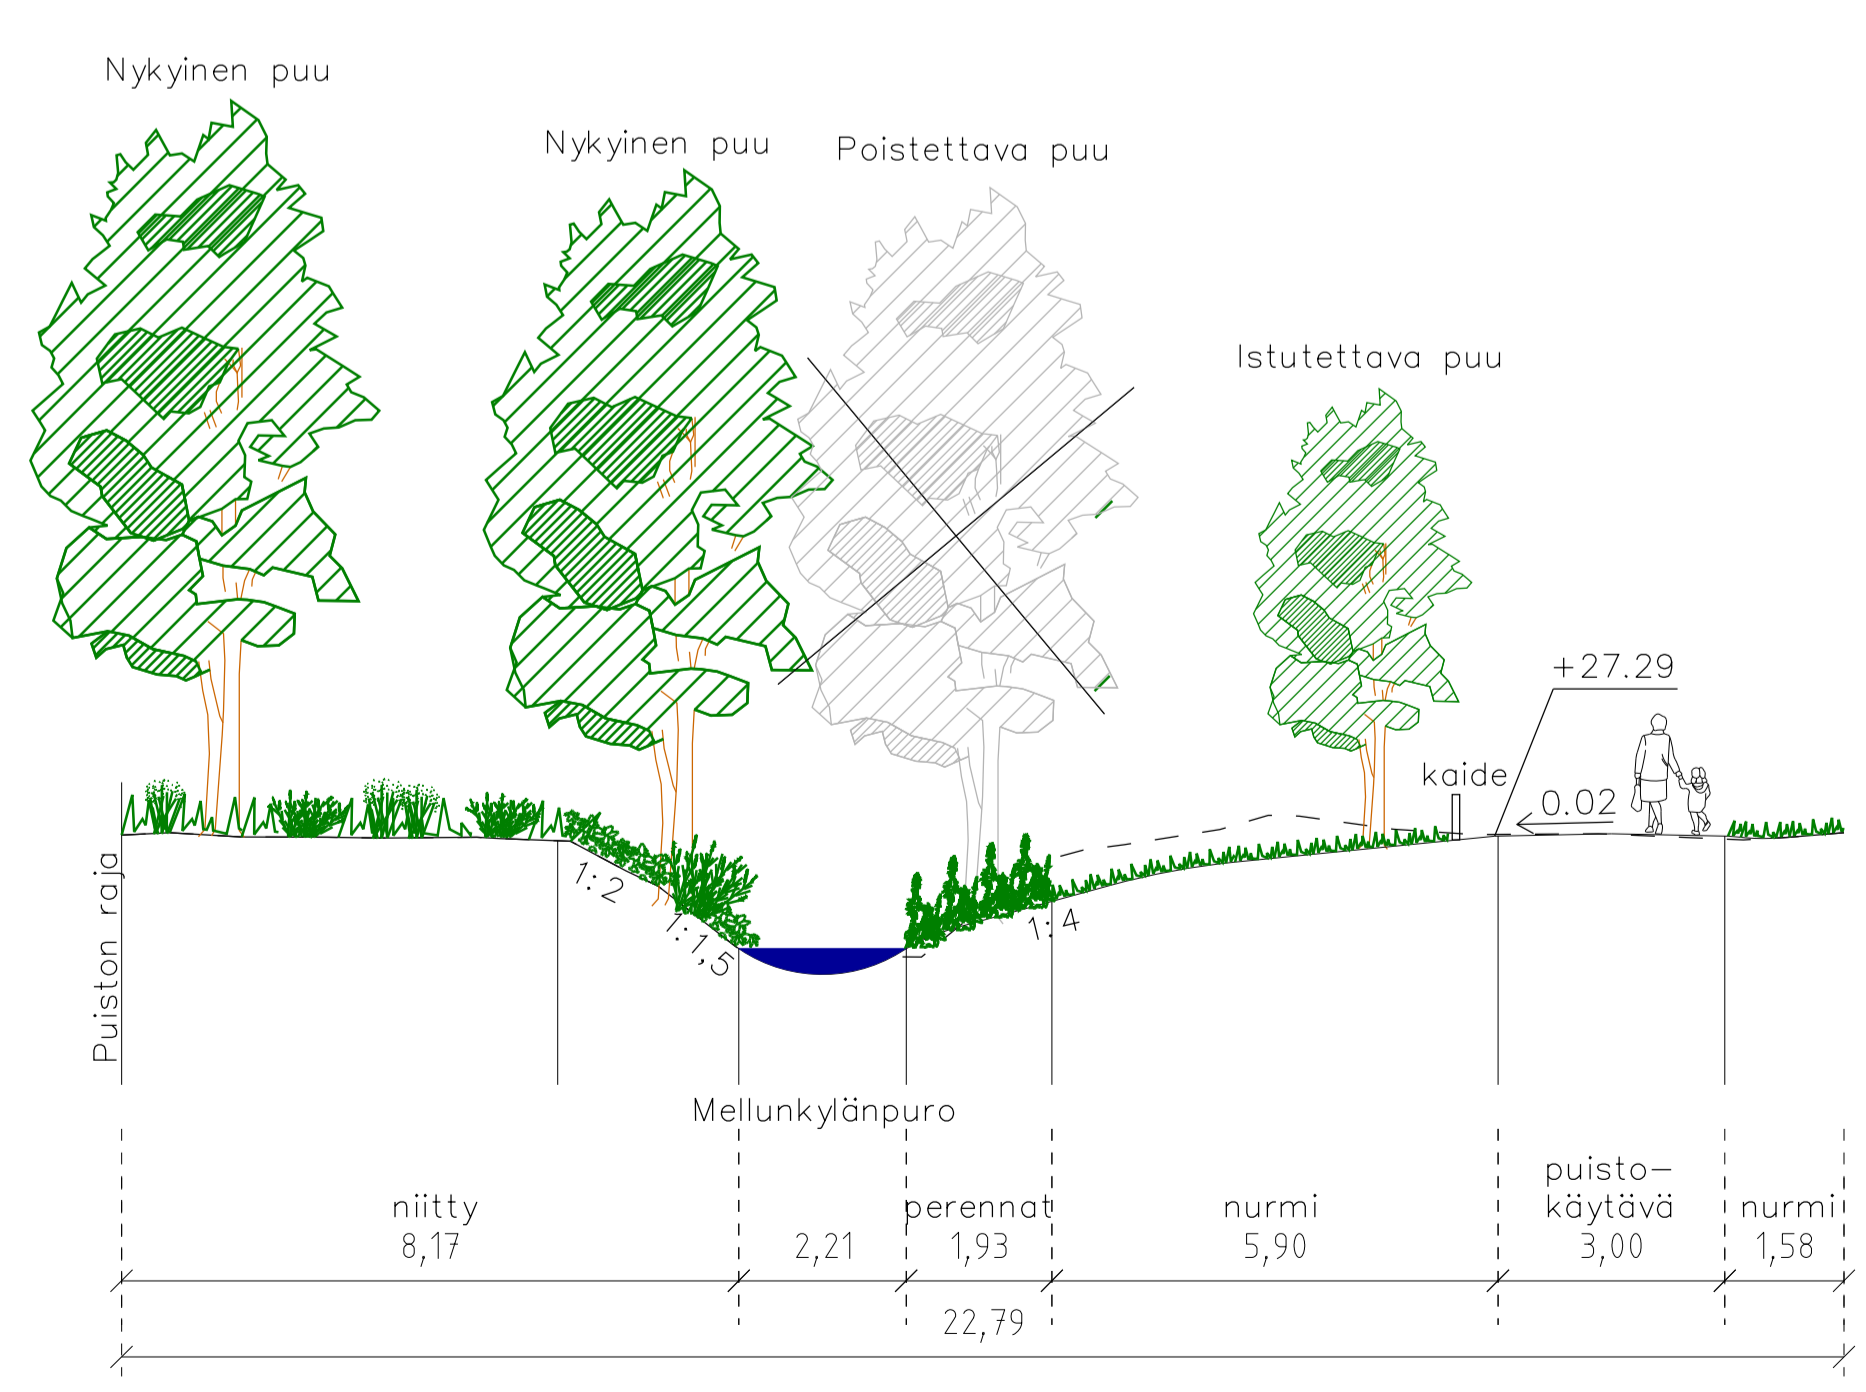 Nykyinen puu
Nykyinen puu
Poistettava puu
Istutettava puu
+27.29
kaide
0.02
1:2
1:1,5
1:4
Puiston raja
Mellunkylänpuro
niitty
8,17
2,21
perennat
1,93
nurmi
5,90
puisto-
käytävä
3,00
nurmi
1,58
22,79